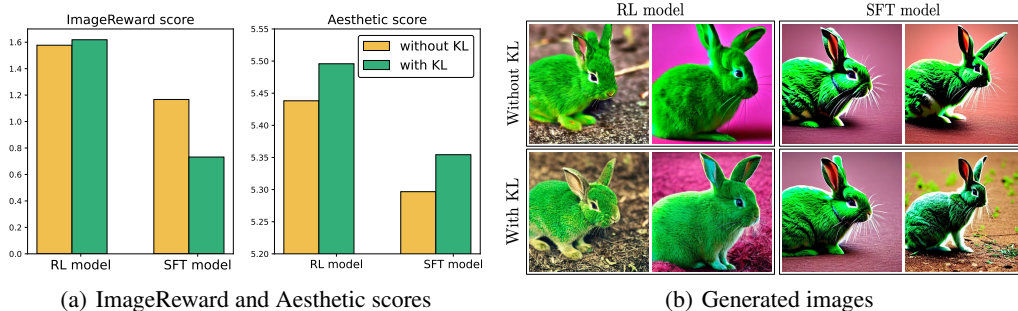 ImageReward score
1.6
1.4
1.2
1.0
0.8
0.6
0.4
0.2
0.0
RL model
SFT model
Aesthetic score
5.55
5.50
5.45
5.40
5.35
5.30
5.25
5.20
without KL
with KL
RL model
SFT model
(a) ImageReward and Aesthetic scores
RL model
SFT model
Without KL
With KL
(b) Generated images